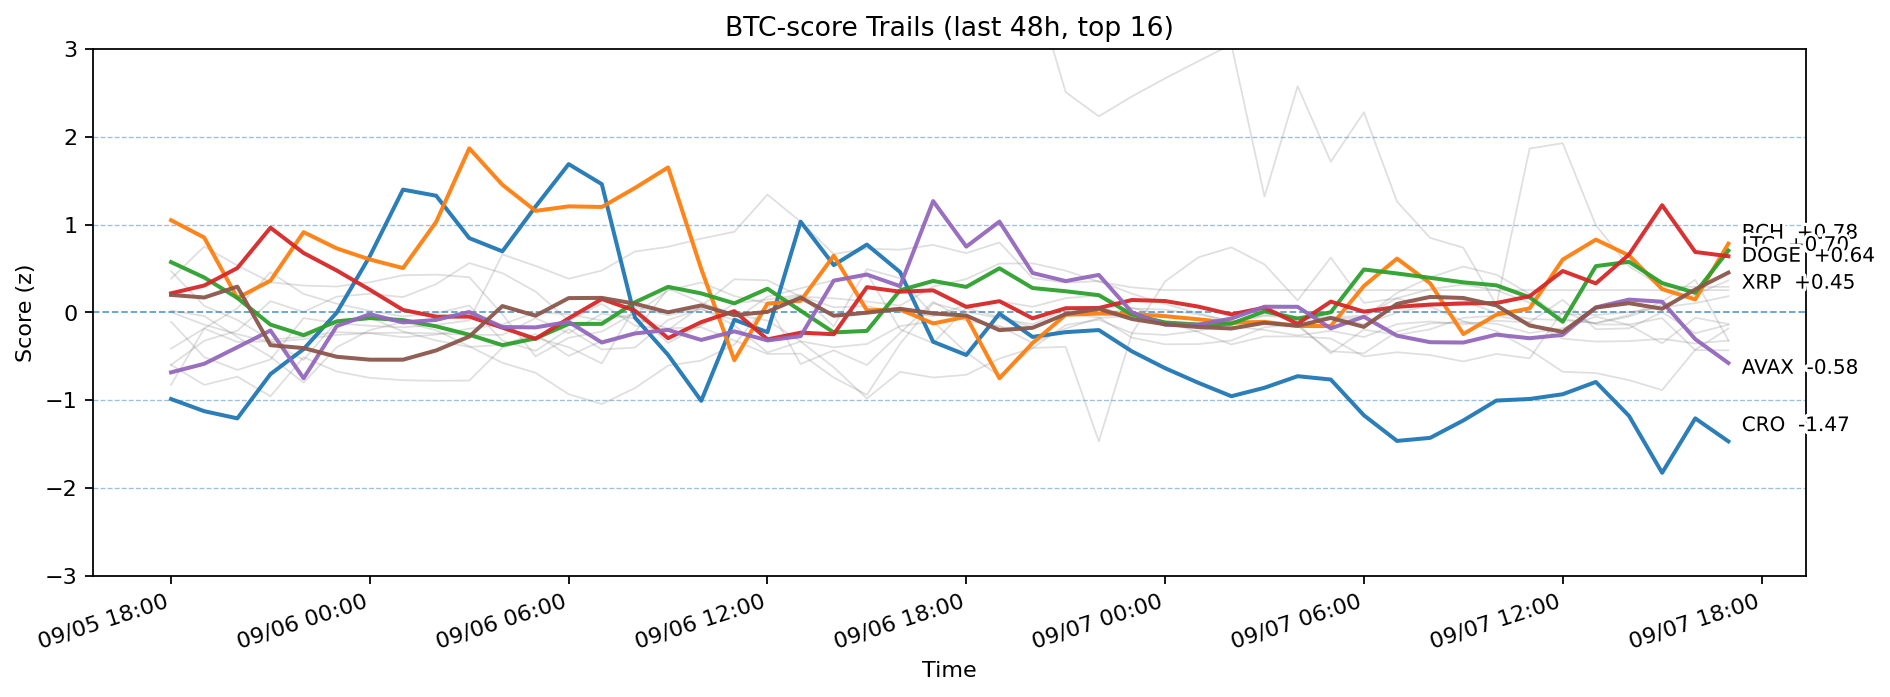 BTC-score Trails (last 48h, top 16)
Score (z)
3
2
1
0
−1
−2
−3
BCH +0.78
LTC +0.70
DOGE +0.64
XRP +0.45
AVAX -0.58
CRO -1.47
09/05 18:00
09/06 00:00
09/06 06:00
09/06 12:00
09/06 18:00
09/07 00:00
09/07 06:00
09/07 12:00
09/07 18:00
Time